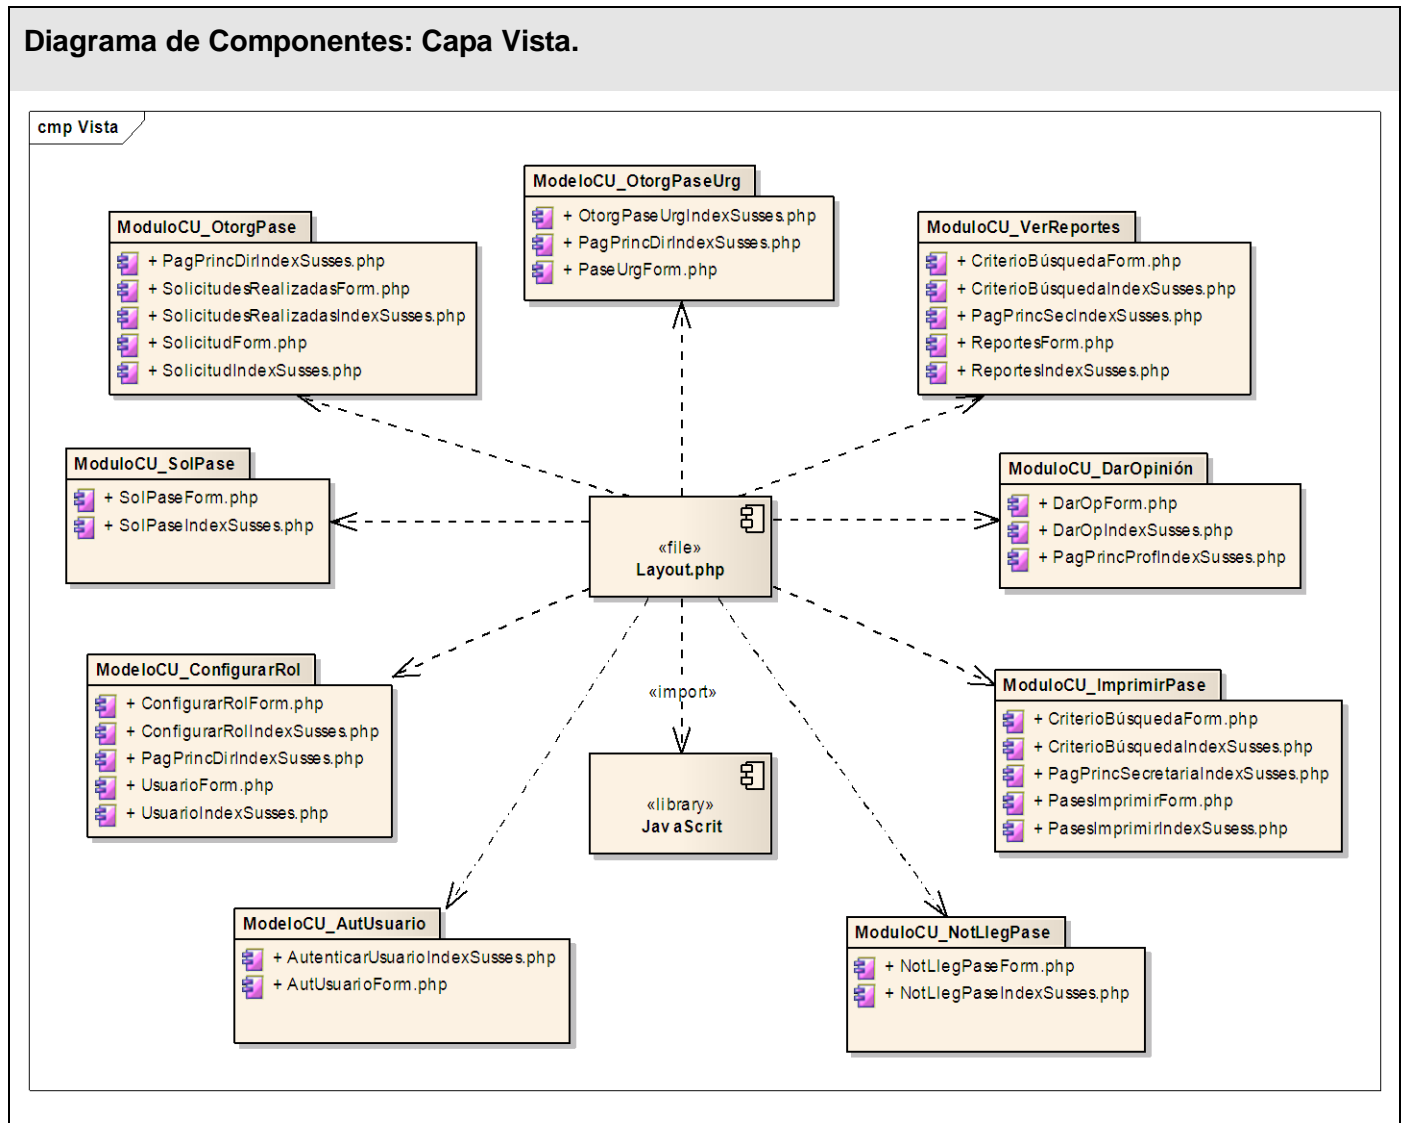 Diagrama de Componentes: Capa Vista.
cmp Vista
ModeloCU_OtorgPaseUrg
+ OtorgPaseUrgIndexSusses.php
+ PagPrincDirIndexSusses.php
+ PaseUrgForm.php
ModuloCU_OtorgPase
+ PagPrincDirIndexSusses.php
+ SolicitudesRealizadasForm.php
+ SolicitudesRealizadasIndexSusses.php
+ SolicitudForm.php
+ SolicitudIndexSusses.php
ModuloCU_VerReportes
+ CriterioBúsquedaForm.php
+ CriterioBúsquedaIndexSusses.php
+ PagPrincSecIndexSusses.php
+ ReportesForm.php
+ ReportesIndexSusses.php
ModuloCU_SolPase
+ SolPaseForm.php
+ SolPaseIndexSusses.php
«file»
Layout.php
ModuloCU_DarOpinión
+ DarOpForm.php
+ DarOpIndexSusses.php
+ PagPrincProfIndexSusses.php
ModeloCU_ConfigurarRol
+ ConfigurarRolForm.php
+ ConfigurarRolIndexSusses.php
+ PagPrincDirIndexSusses.php
+ UsuarioForm.php
+ UsuarioIndexSusses.php
«import»
«library»
JavaScrit
ModuloCU_ImprimirPase
+ CriterioBúsquedaForm.php
+ CriterioBúsquedaIndexSusses.php
+ PagPrincSecretariaIndexSusses.php
+ PasesImprimirForm.php
+ PasesImprimirIndexSusess.php
ModeloCU_AutUsuario
+ AutenticarUsuarioIndexSusses.php
+ AutUsuarioForm.php
ModuloCU_NotLlegPase
+ NotLlegPaseForm.php
+ NotLlegPaseIndexSusses.php